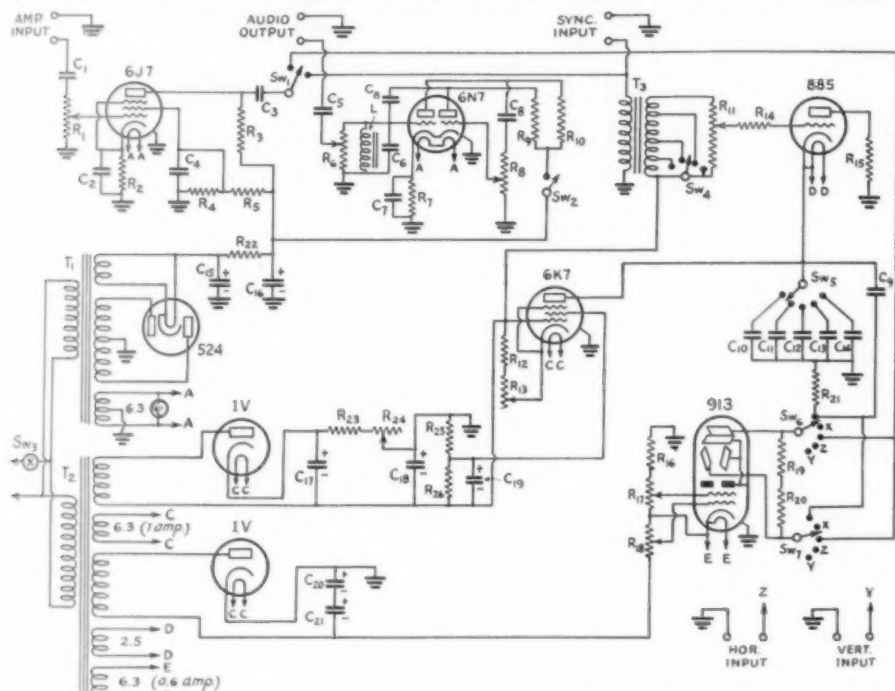 AMP. INPUT
AUDIO OUTPUT
SYNC. INPUT
C1
6J7
C3
Sw1
C5
C8
L
6N7
C8
T3
R11
R14
885
R1
R3
R6
C6
R9
R10
R15
C2
R2
C4
R4
R5
A A
C7
R7
A
A
R8
Sw2
Sw4
D D
T1
R22
C15
C16
6K7
Sw5
C9
5Z4
R12
R13
C C
C10
C11
C12
C13
C14
6.3
A
A
1V
R23
R24
R25
913
R21
Sw3
X
T2
C C
C17
C18
R26
C19
R16
R17
R18
Sw6
X
Z
Y
R19
R20
C
6.3 (1 amp.)
C
1V
E E
Sw7
X
Z
Y
C C
C20
C21
Z
Y
D
2.5
D
HOR. INPUT
VERT. INPUT
E
6.3 (0.6 amp.)